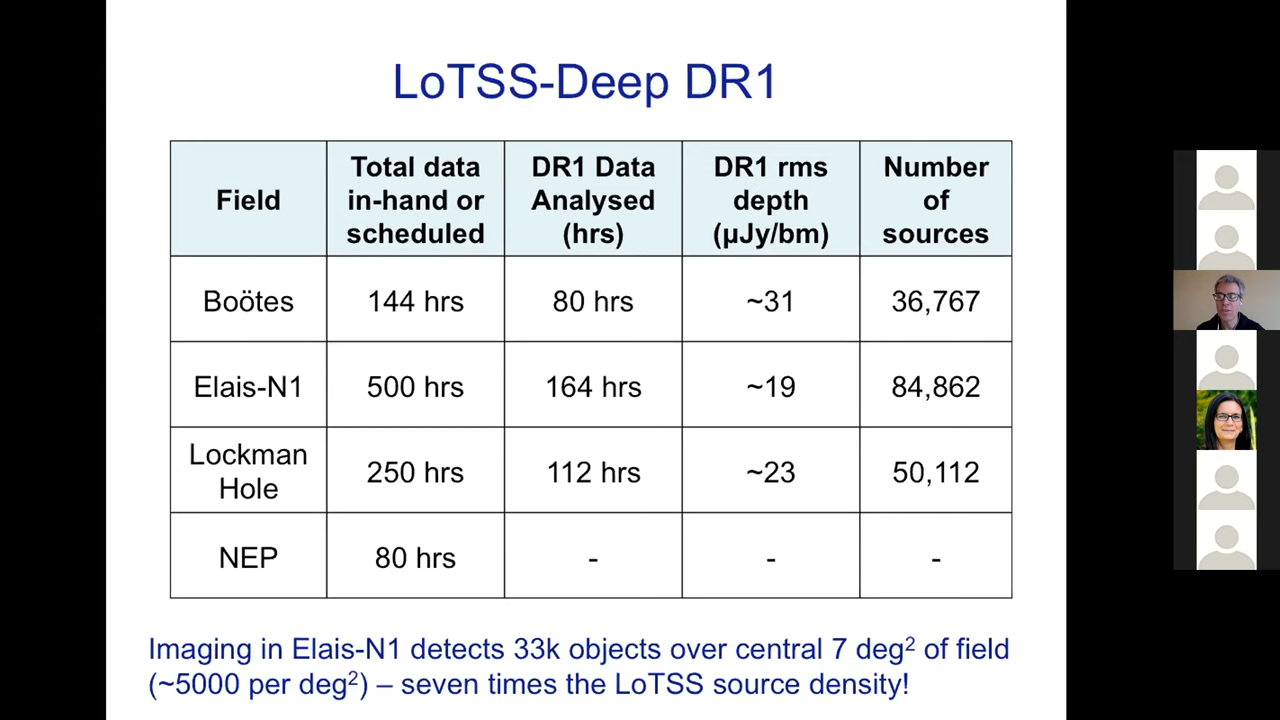 LoTSS-Deep DR1
Field
Total data
in-hand or
scheduled
DR1 Data
Analysed
(hrs)
DR1 rms
depth
(µJy/bm)
Number
of
sources
Boötes
144 hrs
80 hrs
~31
36,767
Elais-N1
500 hrs
164 hrs
~19
84,862
Lockman
Hole
250 hrs
112 hrs
~23
50,112
NEP
80 hrs
-
-
-
Imaging in Elais-N1 detects 33k objects over central 7 deg² of field
(~5000 per deg²) – seven times the LoTSS source density!